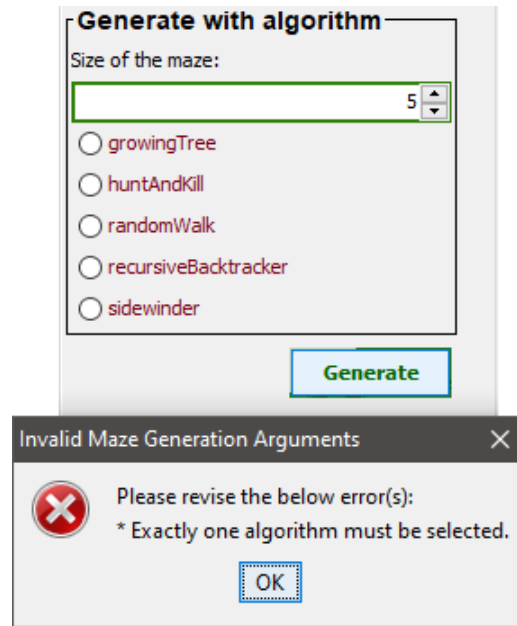 Generate with algorithm
Size of the maze:
5
growingTree
huntAndKill
randomWalk
recursiveBacktracker
sidewinder
Generate
Invalid Maze Generation Arguments
Please revise the below error(s):
* Exactly one algorithm must be selected.
OK